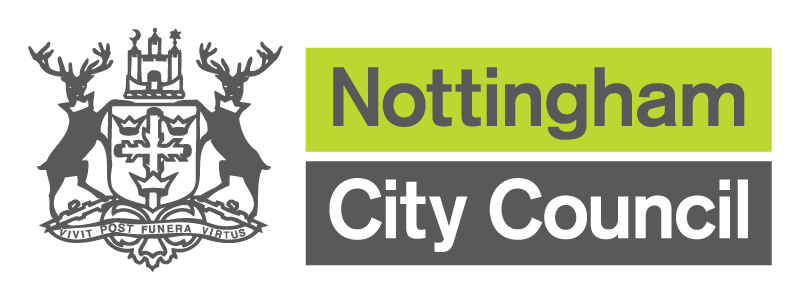 VIVIT POST FUNERA VIRTUS
Nottingham
City Council